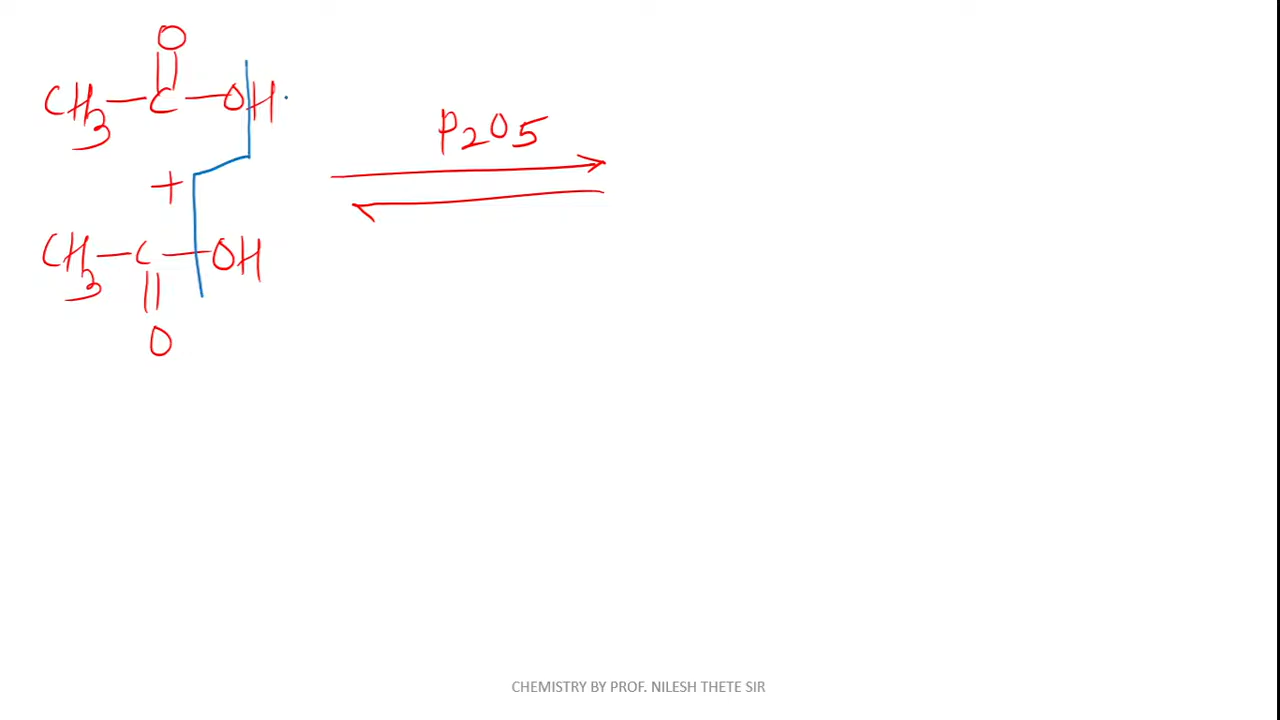 O
CH3-C-OH
P2O5
+
CH3-C-OH
O
CHEMISTRY BY PROF. NILESH THETE SIR